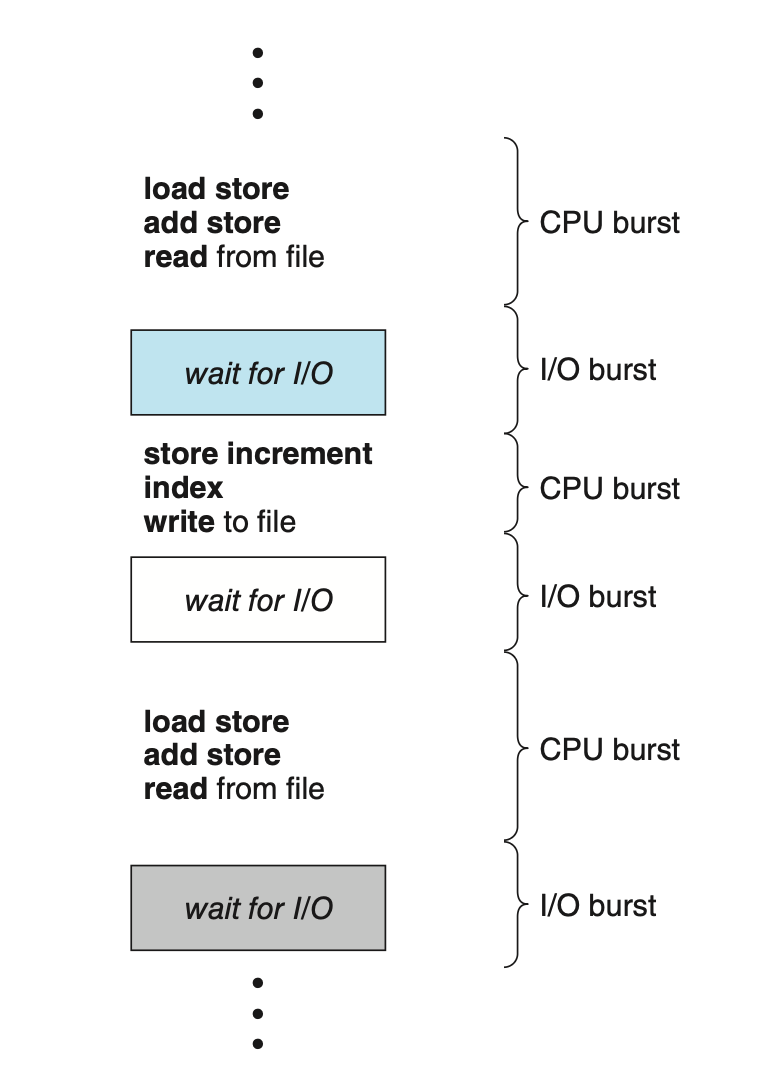 load store
add store
read from file
CPU burst
wait for I/O
I/O burst
store increment
index
write to file
CPU burst
wait for I/O
I/O burst
load store
add store
read from file
CPU burst
wait for I/O
I/O burst